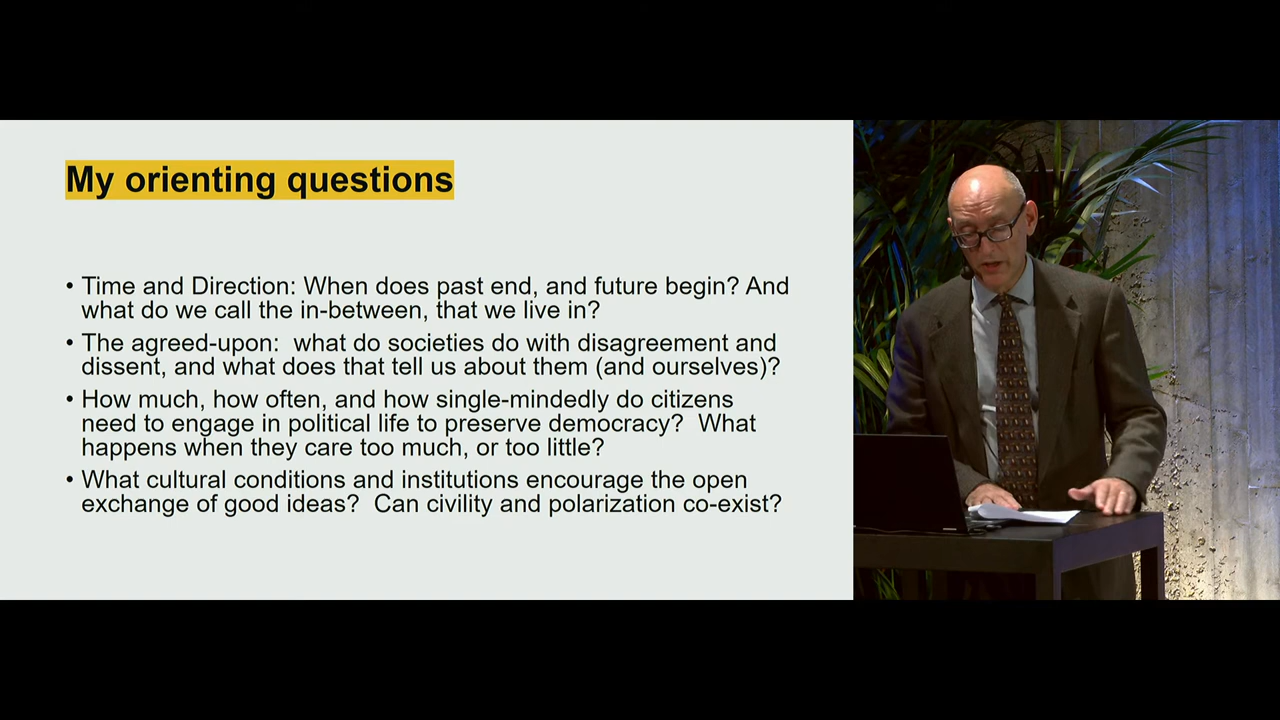 My orienting questions
• Time and Direction: When does past end, and future begin? And
what do we call the in-between, that we live in?
• The agreed-upon:  what do societies do with disagreement and
dissent, and what does that tell us about them (and ourselves)?
• How much, how often, and how single-mindedly do citizens
need to engage in political life to preserve democracy?  What
happens when they care too much, or too little?
• What cultural conditions and institutions encourage the open
exchange of good ideas?  Can civility and polarization co-exist?